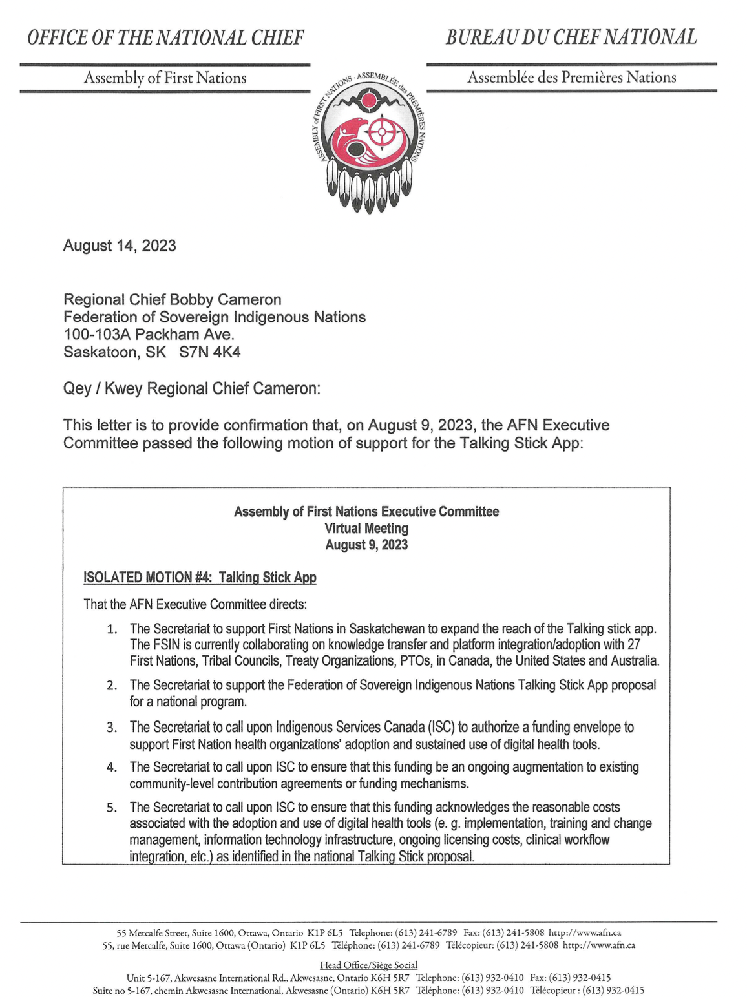 OFFICE OF THE NATIONAL CHIEF
BUREAU DU CHEF NATIONAL
Assembly of First Nations
Assemblée des Premières Nations
ASSEMBLY of FIRST NATIONS · ASSEMBLÉE des PREMIÈRES NATIONS
August 14, 2023
Regional Chief Bobby Cameron
Federation of Sovereign Indigenous Nations
100-103A Packham Ave.
Saskatoon, SK   S7N 4K4
Qey / Kwey Regional Chief Cameron:
This letter is to provide confirmation that, on August 9, 2023, the AFN Executive
Committee passed the following motion of support for the Talking Stick App:
Assembly of First Nations Executive Committee
Virtual Meeting
August 9, 2023
ISOLATED MOTION #4:  Talking Stick App
That the AFN Executive Committee directs:
1. The Secretariat to support First Nations in Saskatchewan to expand the reach of the Talking stick app.
The FSIN is currently collaborating on knowledge transfer and platform integration/adoption with 27
First Nations, Tribal Councils, Treaty Organizations, PTOs, in Canada, the United States and Australia.
2. The Secretariat to support the Federation of Sovereign Indigenous Nations Talking Stick App proposal
for a national program.
3. The Secretariat to call upon Indigenous Services Canada (ISC) to authorize a funding envelope to
support First Nation health organizations' adoption and sustained use of digital health tools.
4. The Secretariat to call upon ISC to ensure that this funding be an ongoing augmentation to existing
community-level contribution agreements or funding mechanisms.
5. The Secretariat to call upon ISC to ensure that this funding acknowledges the reasonable costs
associated with the adoption and use of digital health tools (e. g. implementation, training and change
management, information technology infrastructure, ongoing licensing costs, clinical workflow
integration, etc.) as identified in the national Talking Stick proposal.
55 Metcalfe Street, Suite 1600, Ottawa, Ontario  K1P 6L5   Telephone: (613) 241-6789   Fax: (613) 241-5808  http://www.afn.ca
55, rue Metcalfe, Suite 1600, Ottawa (Ontario)  K1P 6L5   Téléphone: (613) 241-6789   Télécopieur: (613) 241-5808  http://www.afn.ca
Head Office/Siège Social
Unit 5-167, Akwesasne International Rd., Akwesasne, Ontario K6H 5R7   Telephone: (613) 932-0410   Fax: (613) 932-0415
Suite no 5-167, chemin Akwesasne International, Akwesasne (Ontario) K6H 5R7   Téléphone: (613) 932-0410   Télécopieur : (613) 932-0415